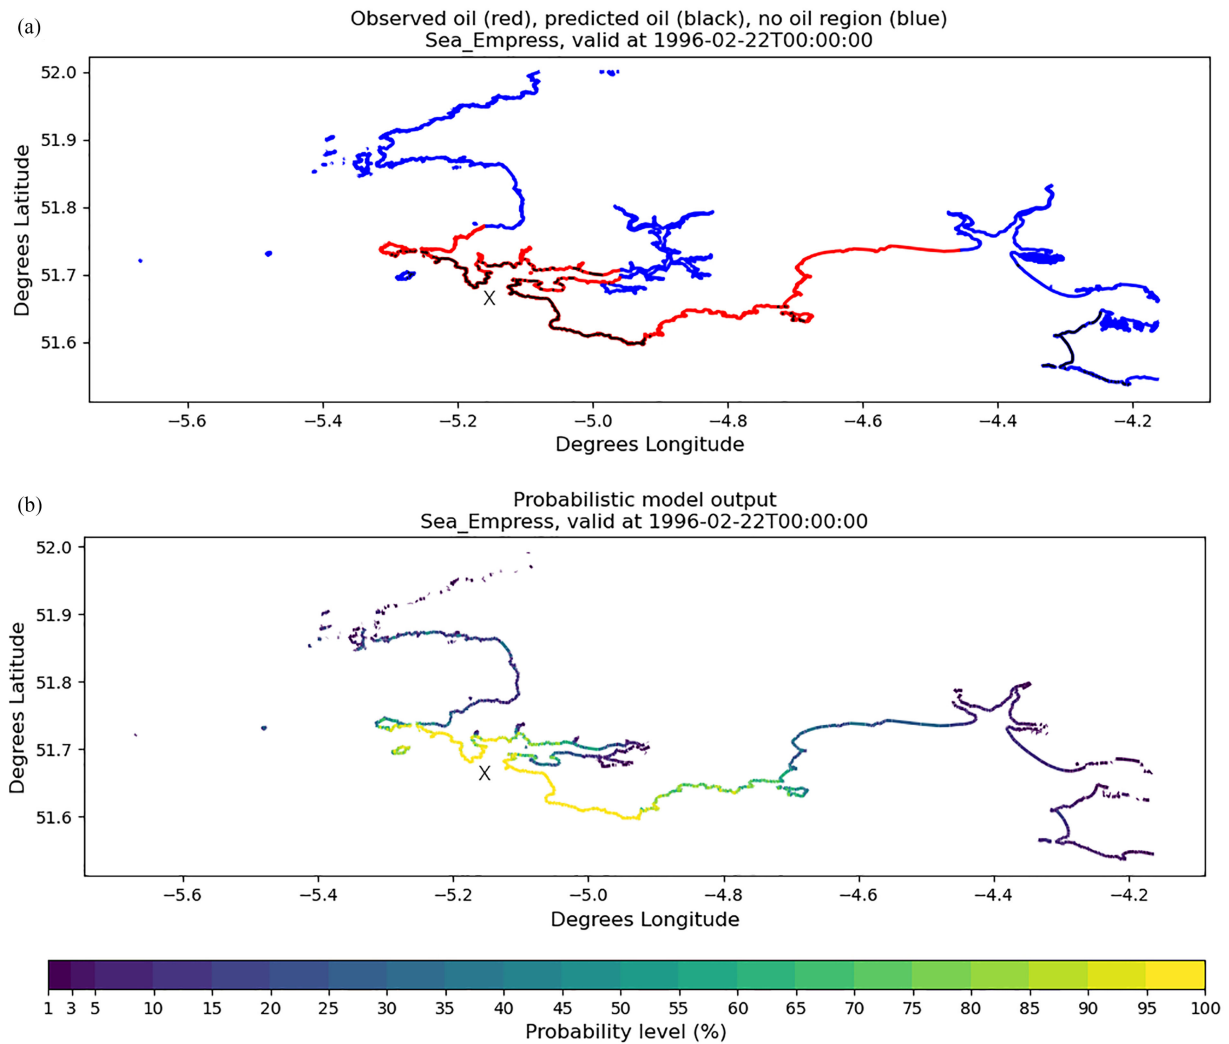 (a)
Observed oil (red), predicted oil (black), no oil region (blue)
Sea_Empress, valid at 1996-02-22T00:00:00
52.0
51.9
51.8
51.7
51.6
Degrees Latitude
X
−5.6 −5.4 −5.2 −5.0 −4.8 −4.6 −4.4 −4.2
Degrees Longitude
(b)
Probabilistic model output
Sea_Empress, valid at 1996-02-22T00:00:00
52.0
51.9
51.8
51.7
51.6
Degrees Latitude
X
−5.6 −5.4 −5.2 −5.0 −4.8 −4.6 −4.4 −4.2
Degrees Longitude
1 3 5 10 15 20 25 30 35 40 45 50 55 60 65 70 75 80 85 90 95 100
Probability level (%)